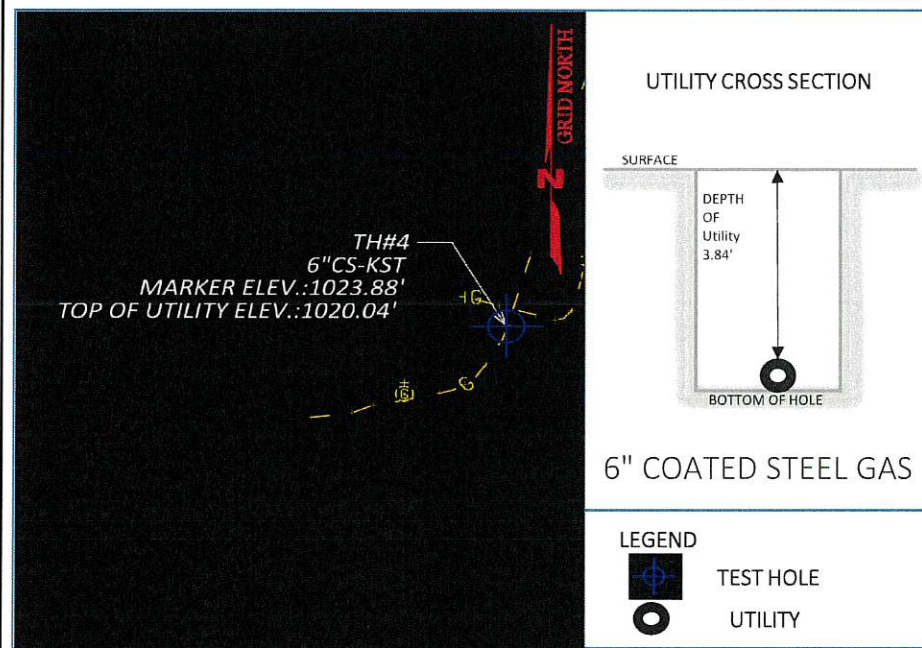 GRID NORTH
N
TH#4
6"CS-KST
MARKER ELEV.:1023.88'
TOP OF UTILITY ELEV.:1020.04'
G
G
G
UTILITY CROSS SECTION
SURFACE
DEPTH
OF
Utility
3.84'
BOTTOM OF HOLE
6" COATED STEEL GAS
LEGEND
TEST HOLE
UTILITY